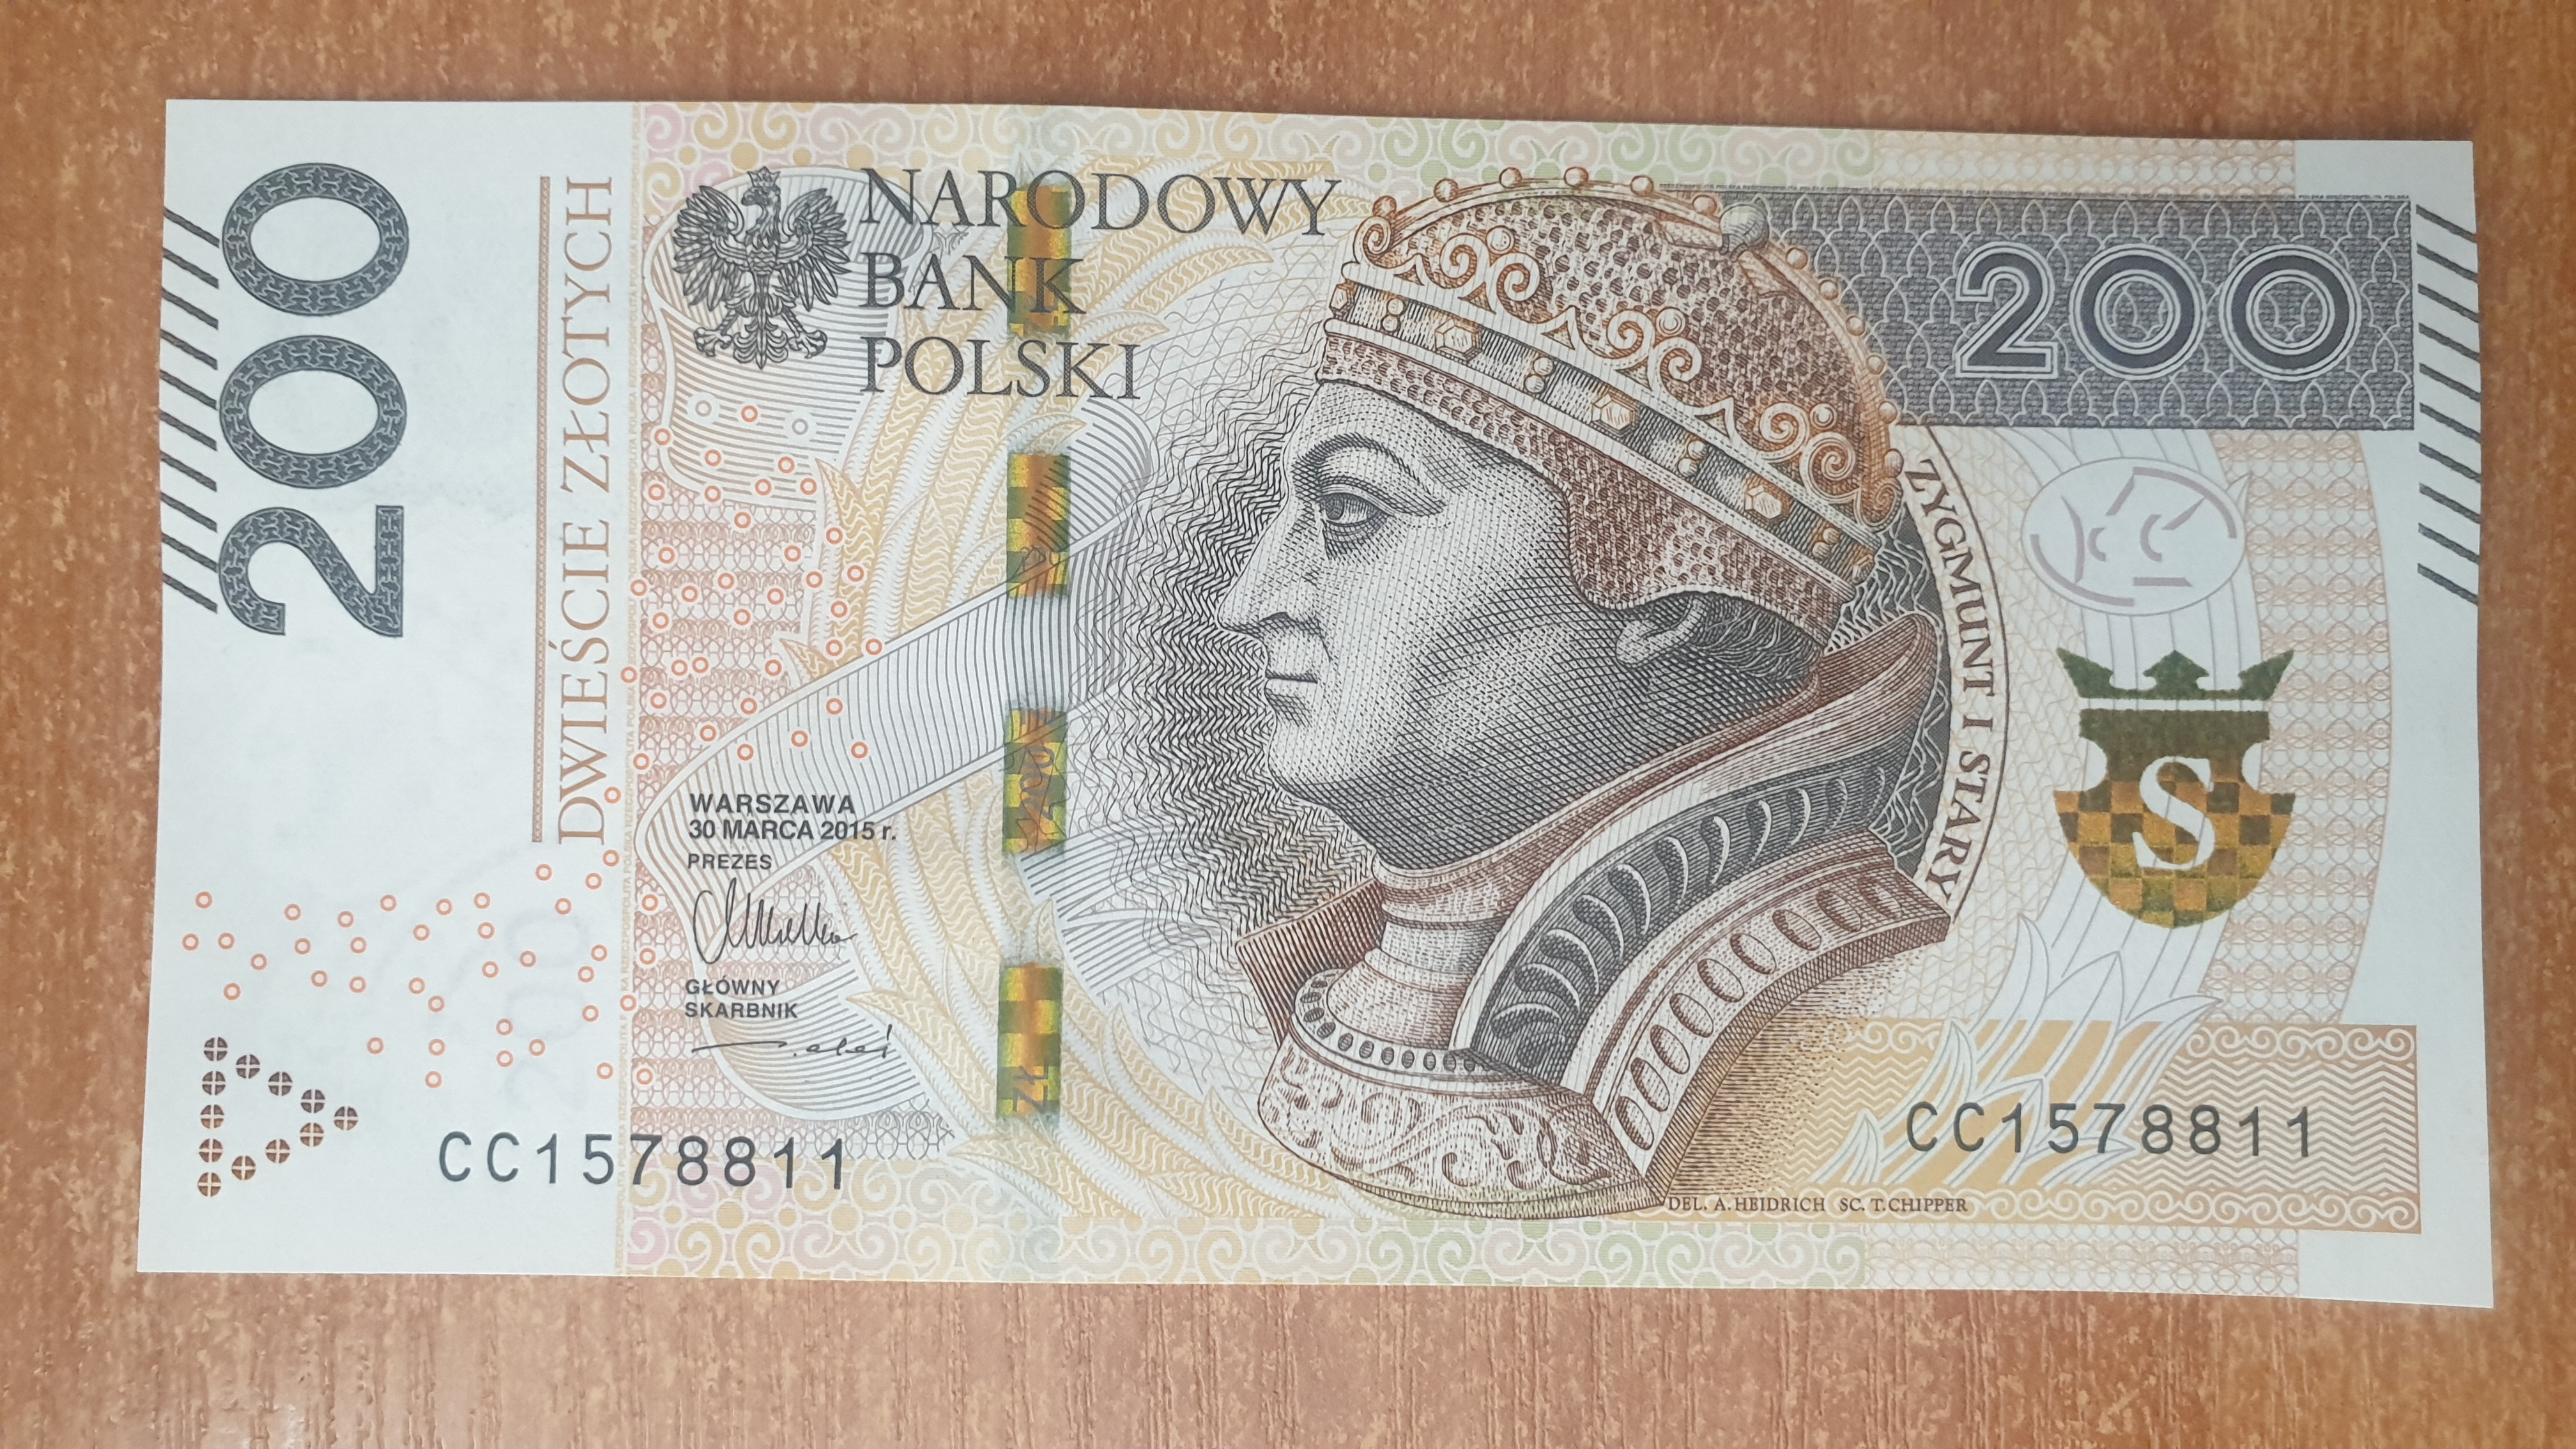 200
DWIEŚCIE ZŁOTYCH
NARODOWY
BANK
POLSKI
200
ZYGMUNT I STARY
S
WARSZAWA
30 MARCA 2015 r.
PREZES
GŁÓWNY
SKARBNIK
CC1578811
CC1578811
DEL. A. HEIDRICH SC. T. CHIPPER